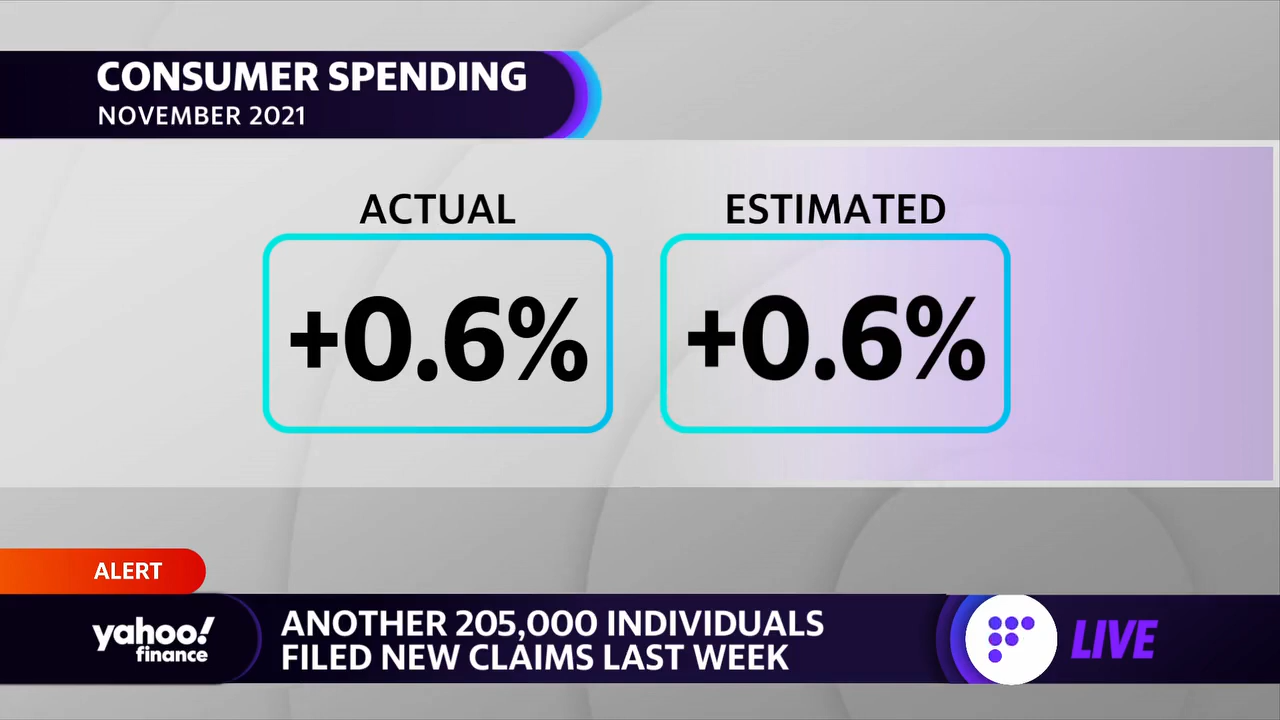 CONSUMER SPENDING
NOVEMBER 2021
ACTUAL
ESTIMATED
+0.6%
+0.6%
ALERT
yahoo!
finance
ANOTHER 205,000 INDIVIDUALS
FILED NEW CLAIMS LAST WEEK
LIVE